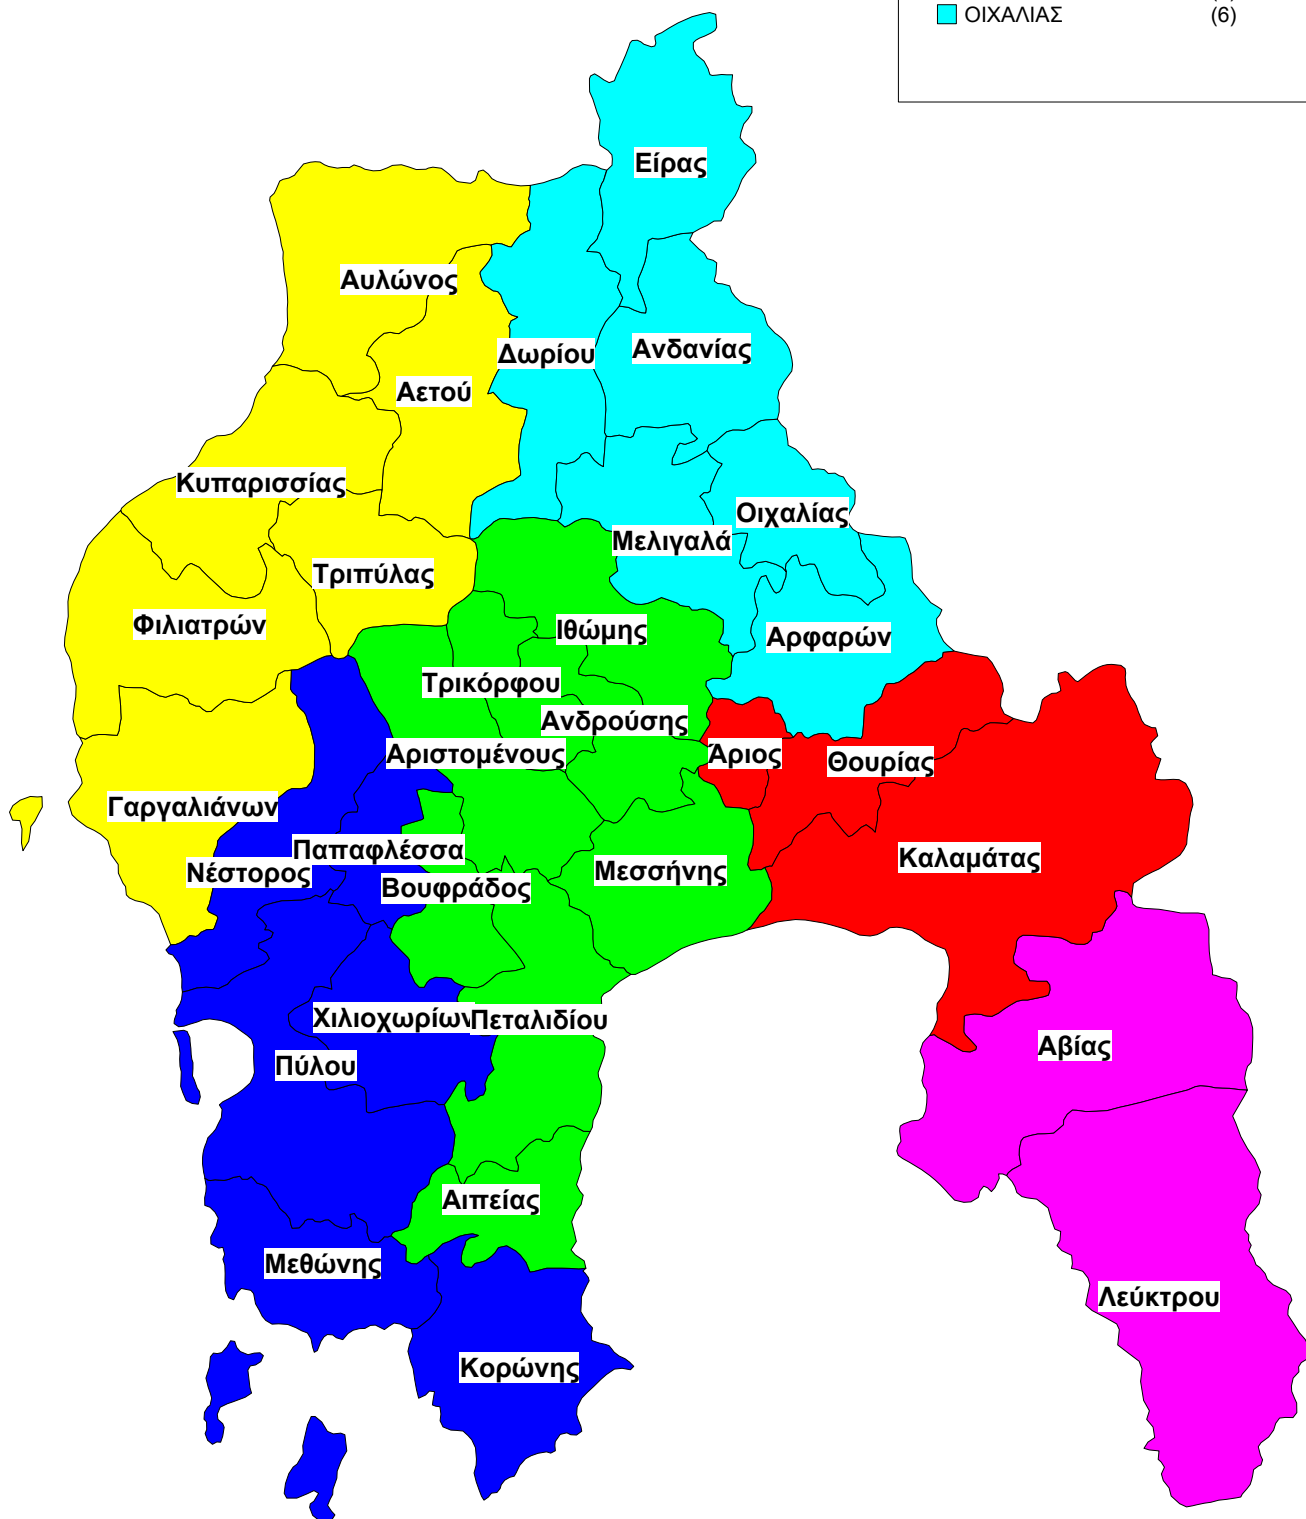 ΟΙΧΑΛΙΑΣ (6)
Είρας
Αυλώνος
Ανδανίας
Δωρίου
Αετού
Κυπαρισσίας
Οιχαλίας
Μελιγαλά
Τριπύλας
Φιλιατρών
Ιθώμης
Αρφαρών
Τρικόρφου
Ανδρούσης
Αριστομένους
Άριος
Θουρίας
Γαργαλιάνων
Παπαφλέσσα
Καλαμάτας
Νέστορος
Μεσσήνης
Βουφράδος
Χιλιοχωρίων
Πεταλιδίου
Αβίας
Πύλου
Αιπείας
Μεθώνης
Λεύκτρου
Κορώνης